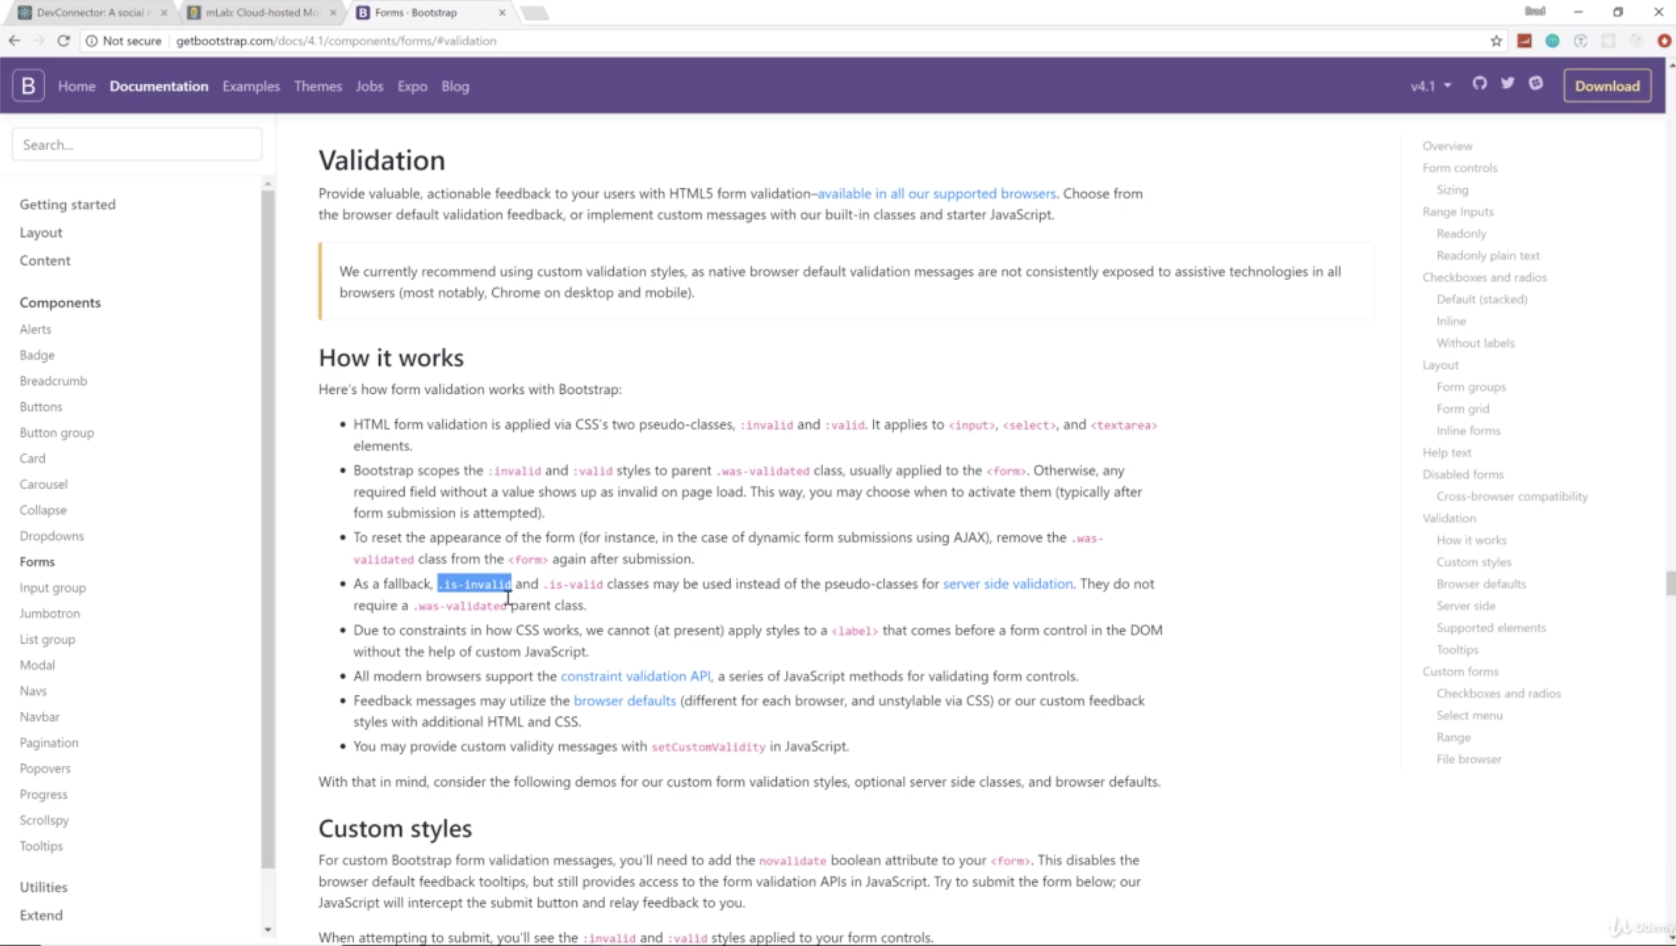 DevConnector: A social n
mLab: Cloud-hosted Mo
Forms · Bootstrap
Not secure
getbootstrap.com/docs/4.1/components/forms/#validation
B
Home
Documentation
Examples
Themes
Jobs
Expo
Blog
v4.1
Download
Search...
Getting started
Layout
Content
Components
Alerts
Badge
Breadcrumb
Buttons
Button group
Card
Carousel
Collapse
Dropdowns
Forms
Input group
Jumbotron
List group
Modal
Navs
Navbar
Pagination
Popovers
Progress
Scrollspy
Tooltips
Utilities
Extend
Validation
Provide valuable, actionable feedback to your users with HTML5 form validation–available in all our supported browsers. Choose from
the browser default validation feedback, or implement custom messages with our built-in classes and starter JavaScript.
We currently recommend using custom validation styles, as native browser default validation messages are not consistently exposed to assistive technologies in all
browsers (most notably, Chrome on desktop and mobile).
How it works
Here's how form validation works with Bootstrap:
• HTML form validation is applied via CSS's two pseudo-classes, :invalid and :valid. It applies to <input>, <select>, and <textarea>
elements.
• Bootstrap scopes the :invalid and :valid styles to parent .was-validated class, usually applied to the <form>. Otherwise, any
required field without a value shows up as invalid on page load. This way, you may choose when to activate them (typically after
form submission is attempted).
• To reset the appearance of the form (for instance, in the case of dynamic form submissions using AJAX), remove the .was-
validated class from the <form> again after submission.
• As a fallback, .is-invalid and .is-valid classes may be used instead of the pseudo-classes for server side validation. They do not
require a .was-validated parent class.
• Due to constraints in how CSS works, we cannot (at present) apply styles to a <label> that comes before a form control in the DOM
without the help of custom JavaScript.
• All modern browsers support the constraint validation API, a series of JavaScript methods for validating form controls.
• Feedback messages may utilize the browser defaults (different for each browser, and unstylable via CSS) or our custom feedback
styles with additional HTML and CSS.
• You may provide custom validity messages with setCustomValidity in JavaScript.
With that in mind, consider the following demos for our custom form validation styles, optional server side classes, and browser defaults.
Custom styles
For custom Bootstrap form validation messages, you'll need to add the novalidate boolean attribute to your <form>. This disables the
browser default feedback tooltips, but still provides access to the form validation APIs in JavaScript. Try to submit the form below; our
JavaScript will intercept the submit button and relay feedback to you.
When attempting to submit, you'll see the :invalid and :valid styles applied to your form controls.
Overview
Form controls
Sizing
Range Inputs
Readonly
Readonly plain text
Checkboxes and radios
Default (stacked)
Inline
Without labels
Layout
Form groups
Form grid
Inline forms
Help text
Disabled forms
Cross-browser compatibility
Validation
How it works
Custom styles
Browser defaults
Server side
Supported elements
Tooltips
Custom forms
Checkboxes and radios
Select menu
Range
File browser
Udemy